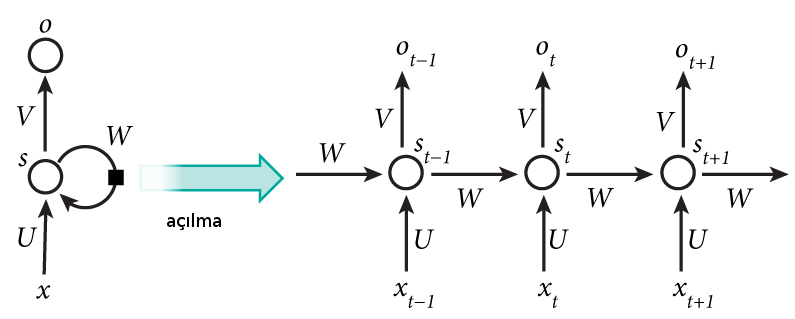 o
V
W
s
U
x
açılma
o_{t-1} o_t o_{t+1}
V V V
W s_{t-1} s_t s_{t+1}
W W W
U U U
x_{t-1} x_t x_{t+1}